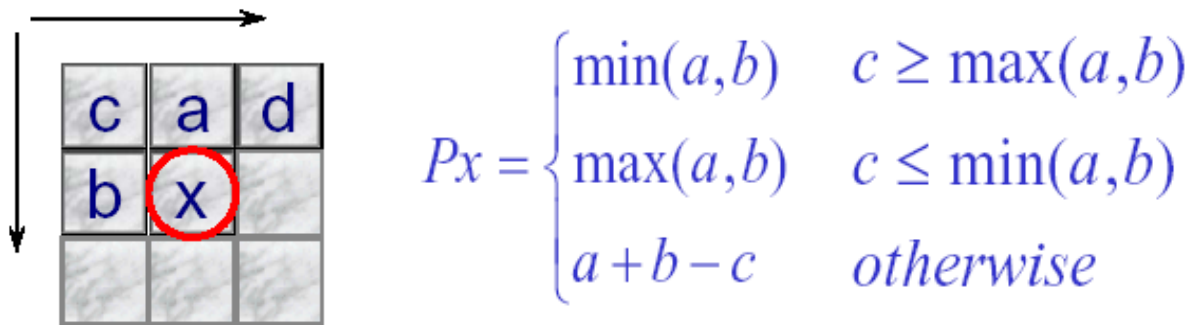 c a d
b x
min(a,b) c ≥ max(a,b)
Px = { max(a,b) c ≤ min(a,b)
a + b − c otherwise